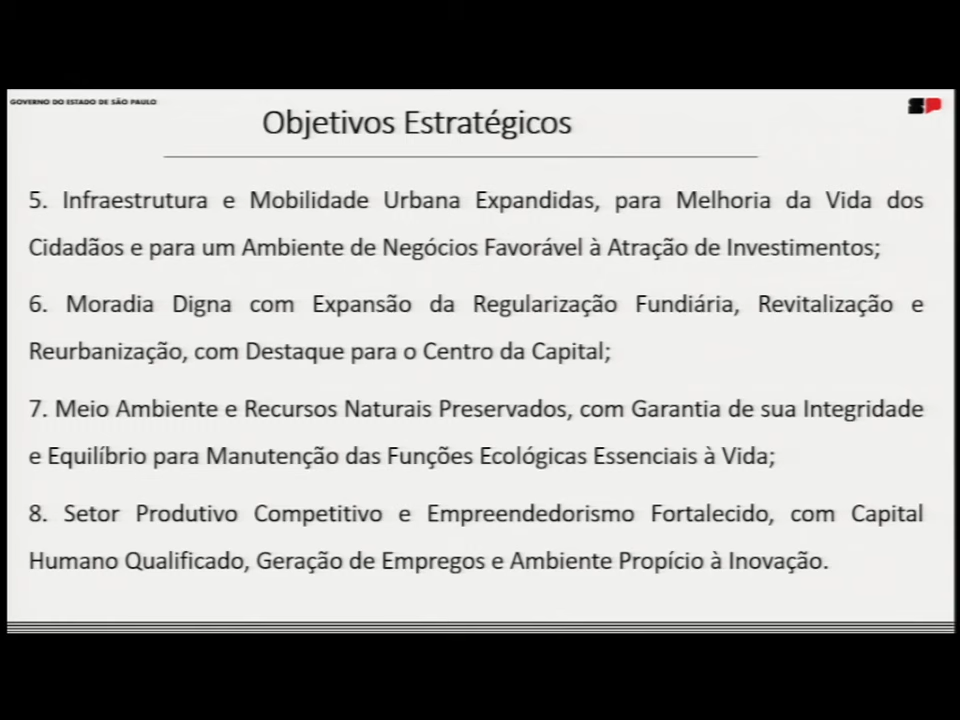 GOVERNO DO ESTADO DE SÃO PAULO
SP
Objetivos Estratégicos
5. Infraestrutura e Mobilidade Urbana Expandidas, para Melhoria da Vida dos
Cidadãos e para um Ambiente de Negócios Favorável à Atração de Investimentos;
6. Moradia Digna com Expansão da Regularização Fundiária, Revitalização e
Reurbanização, com Destaque para o Centro da Capital;
7. Meio Ambiente e Recursos Naturais Preservados, com Garantia de sua Integridade
e Equilíbrio para Manutenção das Funções Ecológicas Essenciais à Vida;
8. Setor Produtivo Competitivo e Empreendedorismo Fortalecido, com Capital
Humano Qualificado, Geração de Empregos e Ambiente Propício à Inovação.